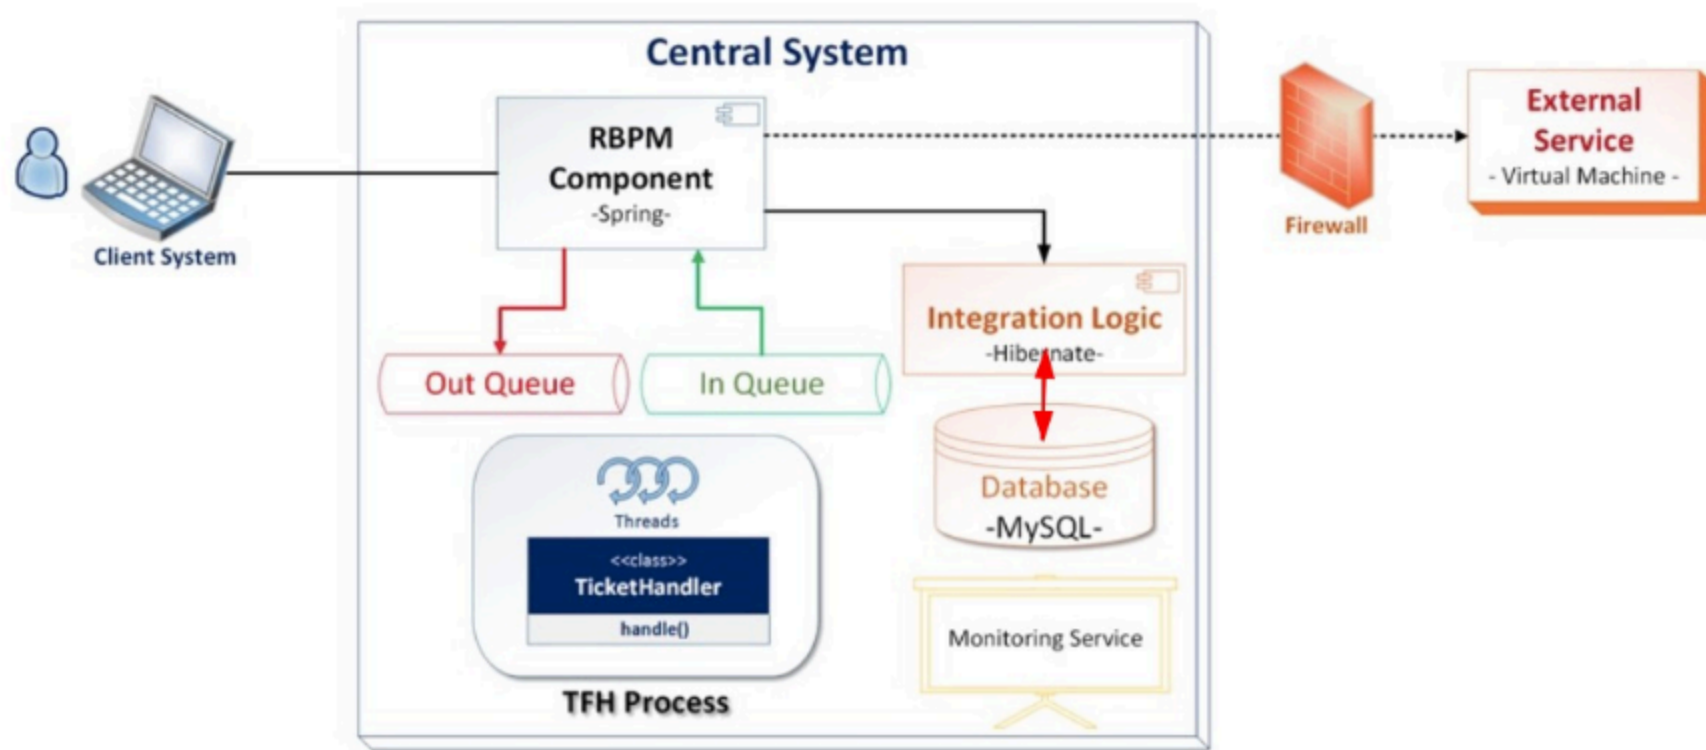 Central System
RBPM
Component
-Spring-
Client System
Firewall
External
Service
- Virtual Machine -
Integration Logic
-Hibernate-
Out Queue
In Queue
Database
-MySQL-
Threads
<<class>>
TicketHandler
handle()
TFH Process
Monitoring Service